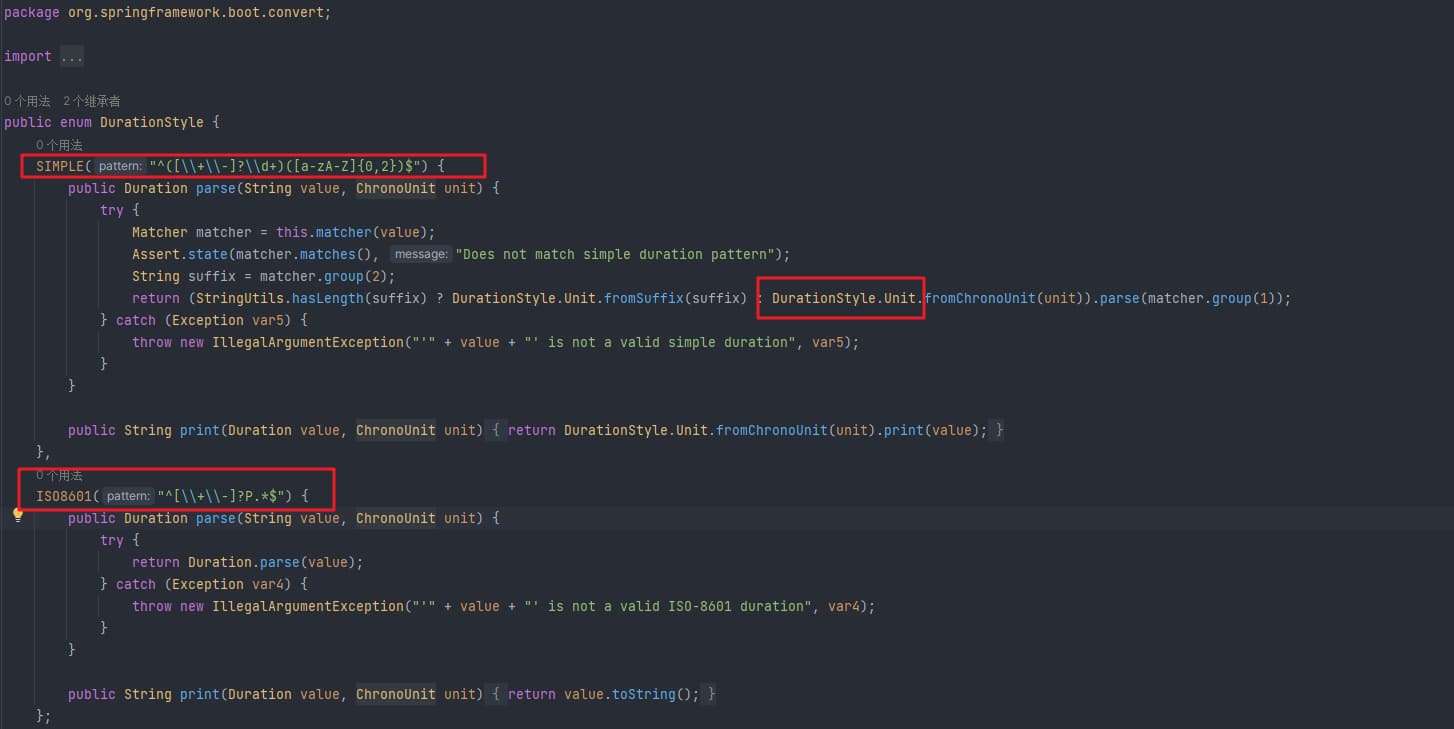 package org.springframework.boot.convert;
import ...
0 个用法 2 个继承者
public enum DurationStyle {
0 个用法
SIMPLE( pattern: "^([\\+\\-]?\\d+)([a-zA-Z]{0,2})$") {
public Duration parse(String value, ChronoUnit unit) {
try {
Matcher matcher = this.matcher(value);
Assert.state(matcher.matches(), message: "Does not match simple duration pattern");
String suffix = matcher.group(2);
return (StringUtils.hasLength(suffix) ? DurationStyle.Unit.fromSuffix(suffix) : DurationStyle.Unit.fromChronoUnit(unit)).parse(matcher.group(1));
} catch (Exception var5) {
throw new IllegalArgumentException("'" + value + "' is not a valid simple duration", var5);
}
}
public String print(Duration value, ChronoUnit unit) { return DurationStyle.Unit.fromChronoUnit(unit).print(value); }
},
0 个用法
ISO8601( pattern: "^[\\+\\-]?P.*$") {
public Duration parse(String value, ChronoUnit unit) {
try {
return Duration.parse(value);
} catch (Exception var4) {
throw new IllegalArgumentException("'" + value + "' is not a valid ISO-8601 duration", var4);
}
}
public String print(Duration value, ChronoUnit unit) { return value.toString(); }
};